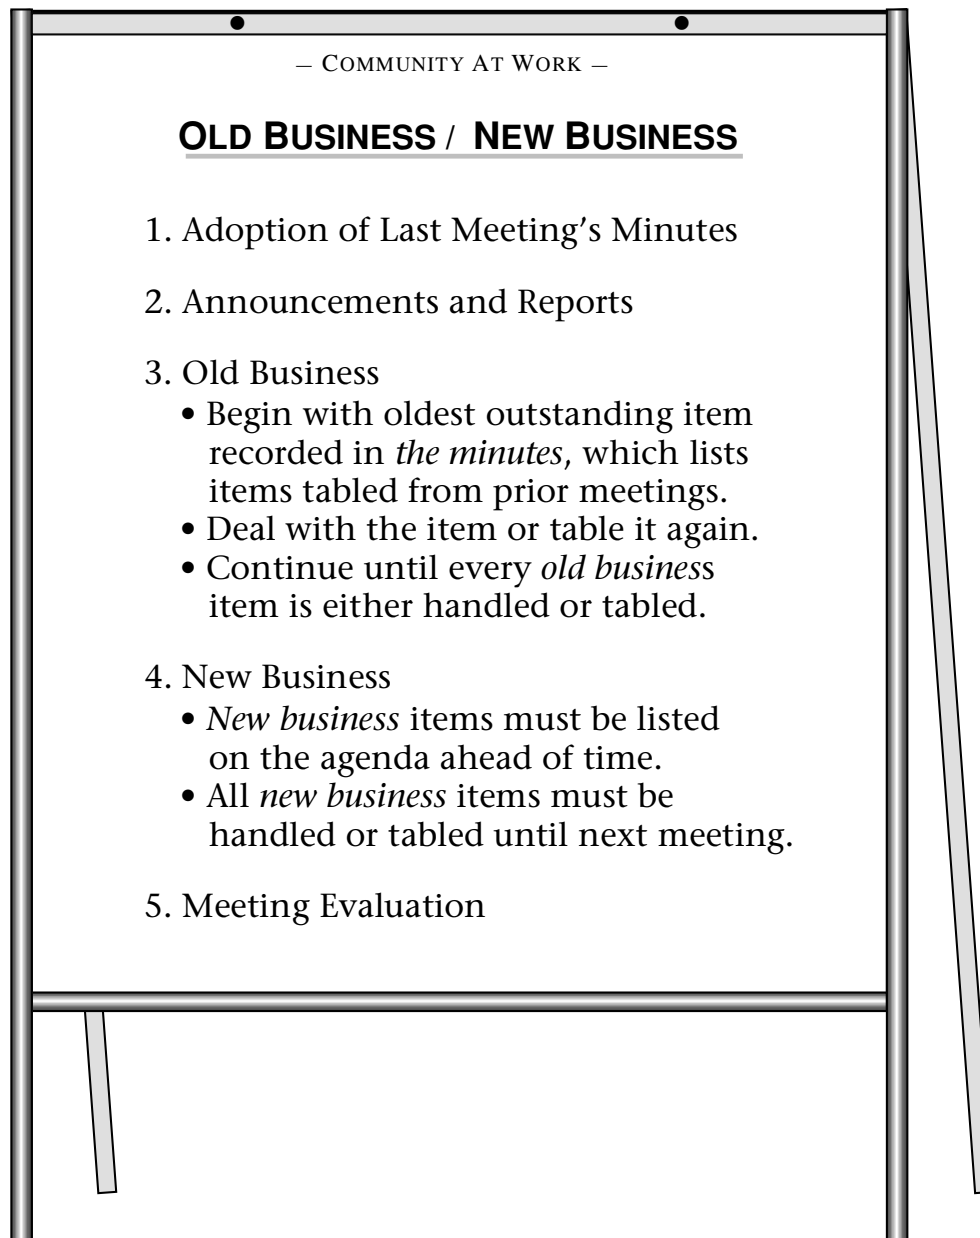 – COMMUNITY AT WORK –
OLD BUSINESS / NEW BUSINESS
1. Adoption of Last Meeting’s Minutes
2. Announcements and Reports
3. Old Business
• Begin with oldest outstanding item
recorded in the minutes, which lists
items tabled from prior meetings.
• Deal with the item or table it again.
• Continue until every old business
item is either handled or tabled.
4. New Business
• New business items must be listed
on the agenda ahead of time.
• All new business items must be
handled or tabled until next meeting.
5. Meeting Evaluation